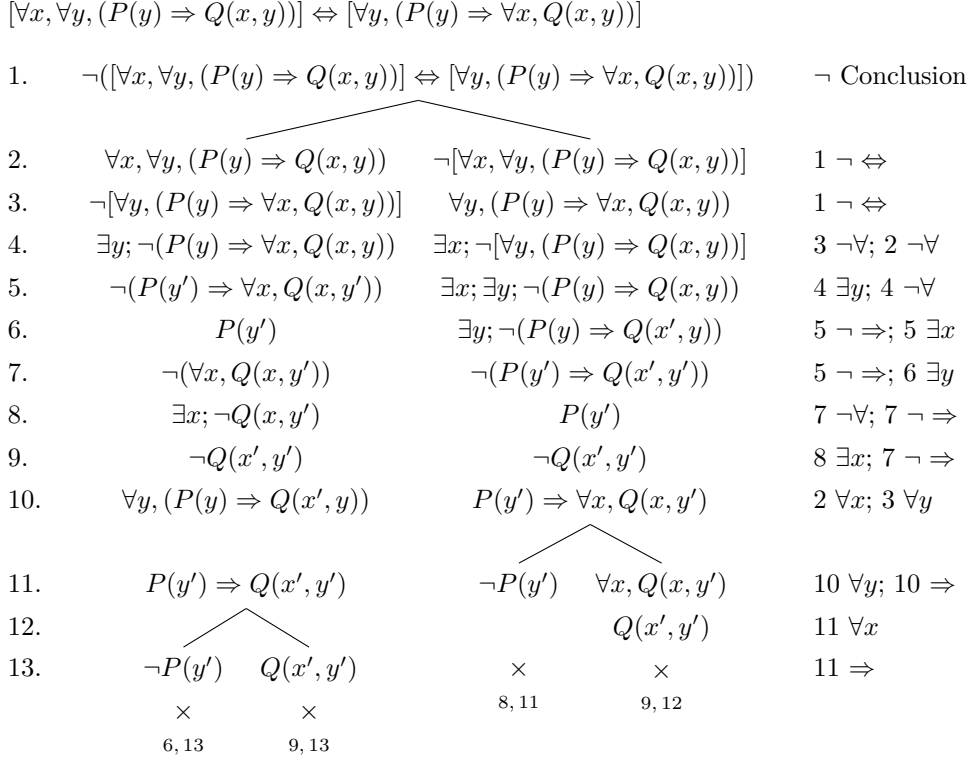 [∀x, ∀y, (P(y) ⇒ Q(x, y))] ⇔ [∀y, (P(y) ⇒ ∀x, Q(x, y))]
1. ¬([∀x, ∀y, (P(y) ⇒ Q(x, y))] ⇔ [∀y, (P(y) ⇒ ∀x, Q(x, y))]) ¬ Conclusion
2. ∀x, ∀y, (P(y) ⇒ Q(x, y)) ¬[∀x, ∀y, (P(y) ⇒ Q(x, y))] 1 ¬ ⇔
3. ¬[∀y, (P(y) ⇒ ∀x, Q(x, y))] ∀y, (P(y) ⇒ ∀x, Q(x, y)) 1 ¬ ⇔
4. ∃y; ¬(P(y) ⇒ ∀x, Q(x, y)) ∃x; ¬[∀y, (P(y) ⇒ Q(x, y))] 3 ¬∀; 2 ¬∀
5. ¬(P(y′) ⇒ ∀x, Q(x, y′)) ∃x; ∃y; ¬(P(y) ⇒ Q(x, y)) 4 ∃y; 4 ¬∀
6. P(y′) ∃y; ¬(P(y) ⇒ Q(x′, y)) 5 ¬ ⇒; 5 ∃x
7. ¬(∀x, Q(x, y′)) ¬(P(y′) ⇒ Q(x′, y′)) 5 ¬ ⇒; 6 ∃y
8. ∃x; ¬Q(x, y′) P(y′) 7 ¬∀; 7 ¬ ⇒
9. ¬Q(x′, y′) ¬Q(x′, y′) 8 ∃x; 7 ¬ ⇒
10. ∀y, (P(y) ⇒ Q(x′, y)) P(y′) ⇒ ∀x, Q(x, y′) 2 ∀x; 3 ∀y
11. P(y′) ⇒ Q(x′, y′) ¬P(y′) ∀x, Q(x, y′) 10 ∀y; 10 ⇒
12. Q(x′, y′) 11 ∀x
13. ¬P(y′) Q(x′, y′) × × 11 ⇒
8, 11 9, 12
× ×
6, 13 9, 13